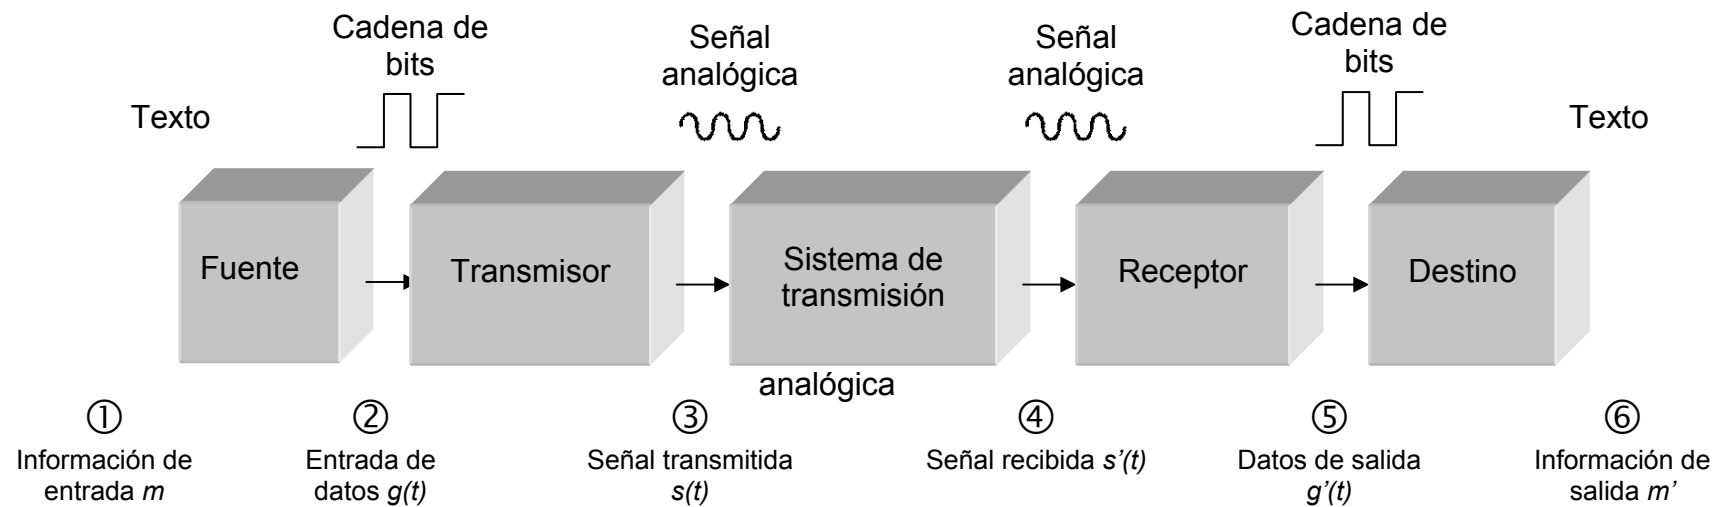 Cadena de
bits
Señal
analógica
Señal
analógica
Cadena de
bits
Texto
Texto
Fuente
Transmisor
Sistema de
transmisión
Receptor
Destino
analógica
①
②
③
④
⑤
⑥
Información de
entrada m
Entrada de
datos g(t)
Señal transmitida
s(t)
Señal recibida s’(t)
Datos de salida
g’(t)
Información de
salida m’